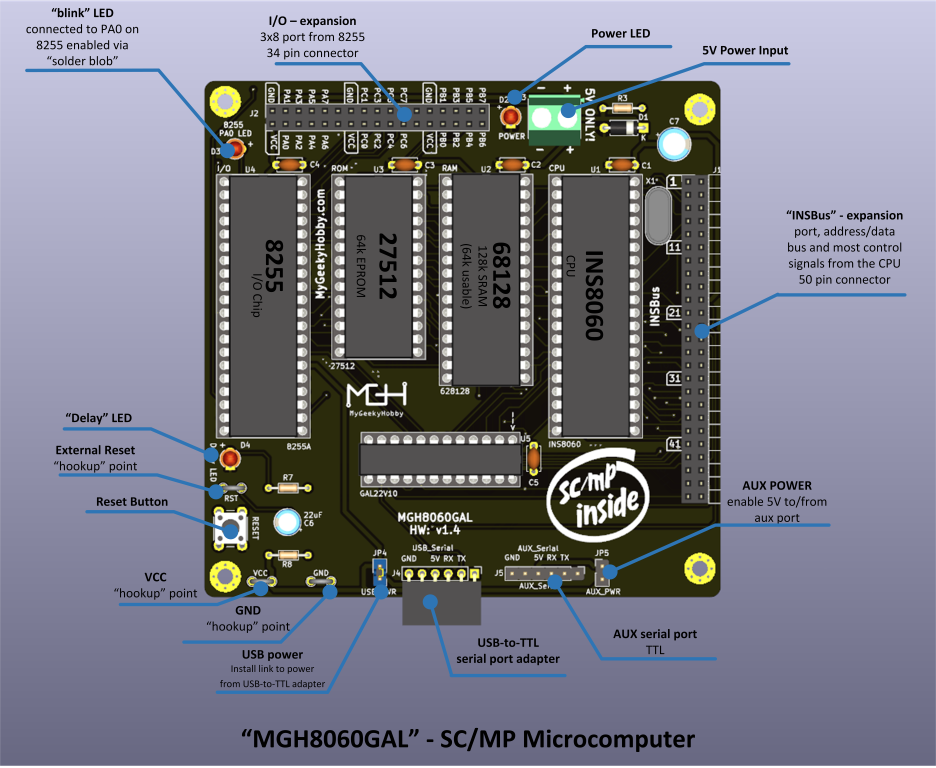 “blink” LED
connected to PA0 on
8255 enabled via
“solder blob”
I/O – expansion
3x8 port from 8255
34 pin connector
Power LED
5V Power Input
“INSBus” - expansion
port, address/data
bus and most control
signals from the CPU
50 pin connector
“Delay” LED
External Reset
“hookup” point
Reset Button
AUX POWER
enable 5V to/from
aux port
VCC
“hookup” point
GND
“hookup” point
USB power
Install link to power
from USB-to-TTL adapter
USB-to-TTL
serial port adapter
AUX serial port
TTL
GND PA1 PA3 PA5 PA7 GND PC1 PC3 PC7 GND PB1 PB3 PB5 PB7
J2
VCC PA0 PA2 PA4 PA6 VCC PC0 PC2 PC4 PC6 VCC PB0 PB2 PB4 PB6
8255
PA0 LED
D3
+
D2
POWER
− +
− +
5V ONLY!
R3
D1
K
C7
C4
C3
C2
C1
I/O U4
ROM U3
RAM U2
CPU U1
X1
J1
1
11
21
31
41
INSBus
8255
I/O Chip
MyGeekyHobby.com
27512
64k EPROM
68128
128k SRAM
(64k usable)
INS8060
CPU
27512
628128
8255A
INS8060
MGH
MyGeekyHobby
U5
C5
GAL22V10
sc/mp
inside
MGH8060GAL
HW: v1.4
D4
LED
RST
RESET
R7
22uF
C6
R8
VCC
GND
JP4
J4
USB_Serial
GND 5V RX TX
AUX_Serial
GND 5V RX TX
J5
JP5
AUX_PWR
“MGH8060GAL” - SC/MP Microcomputer